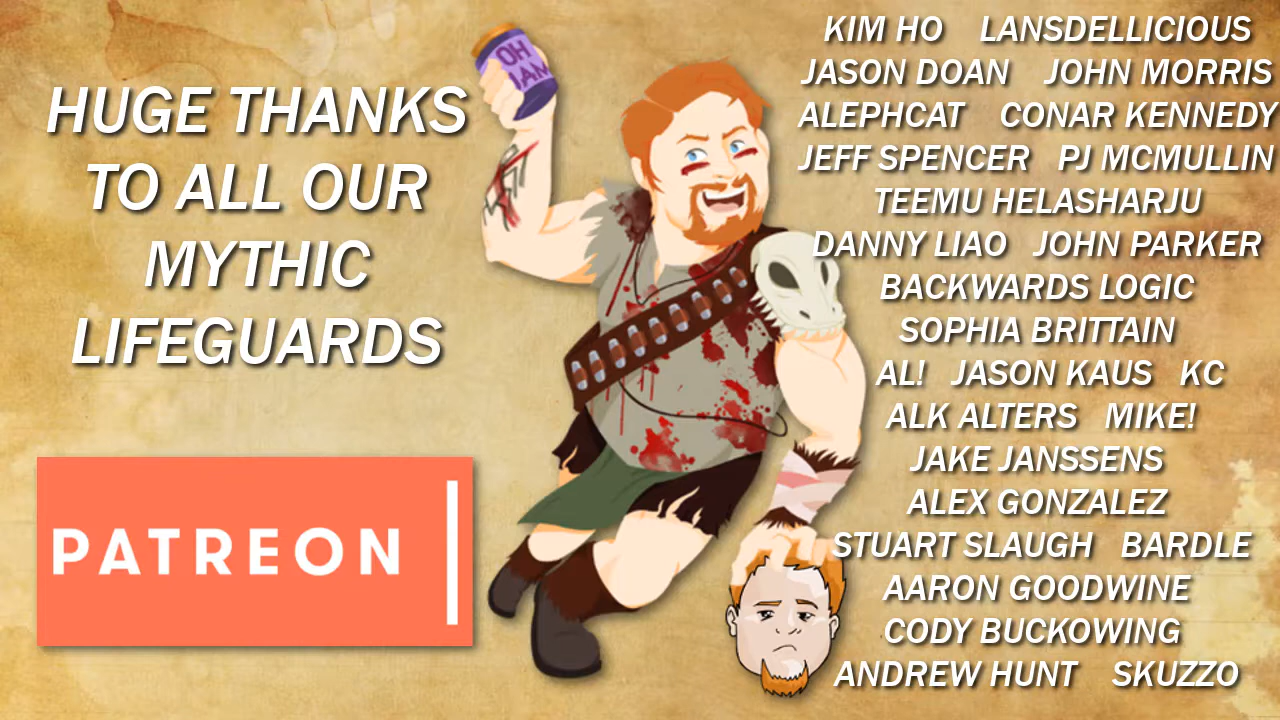 HUGE THANKS
TO ALL OUR
MYTHIC
LIFEGUARDS
PATREON
OH
JAN
KIM HO LANSDELLICIOUS
JASON DOAN JOHN MORRIS
ALEPHCAT CONAR KENNEDY
JEFF SPENCER PJ MCMULLIN
TEEMU HELASHARJU
DANNY LIAO JOHN PARKER
BACKWARDS LOGIC
SOPHIA BRITTAIN
AL! JASON KAUS KC
ALK ALTERS MIKE!
JAKE JANSSENS
ALEX GONZALEZ
STUART SLAUGH BARDLE
AARON GOODWINE
CODY BUCKOWING
ANDREW HUNT SKUZZO